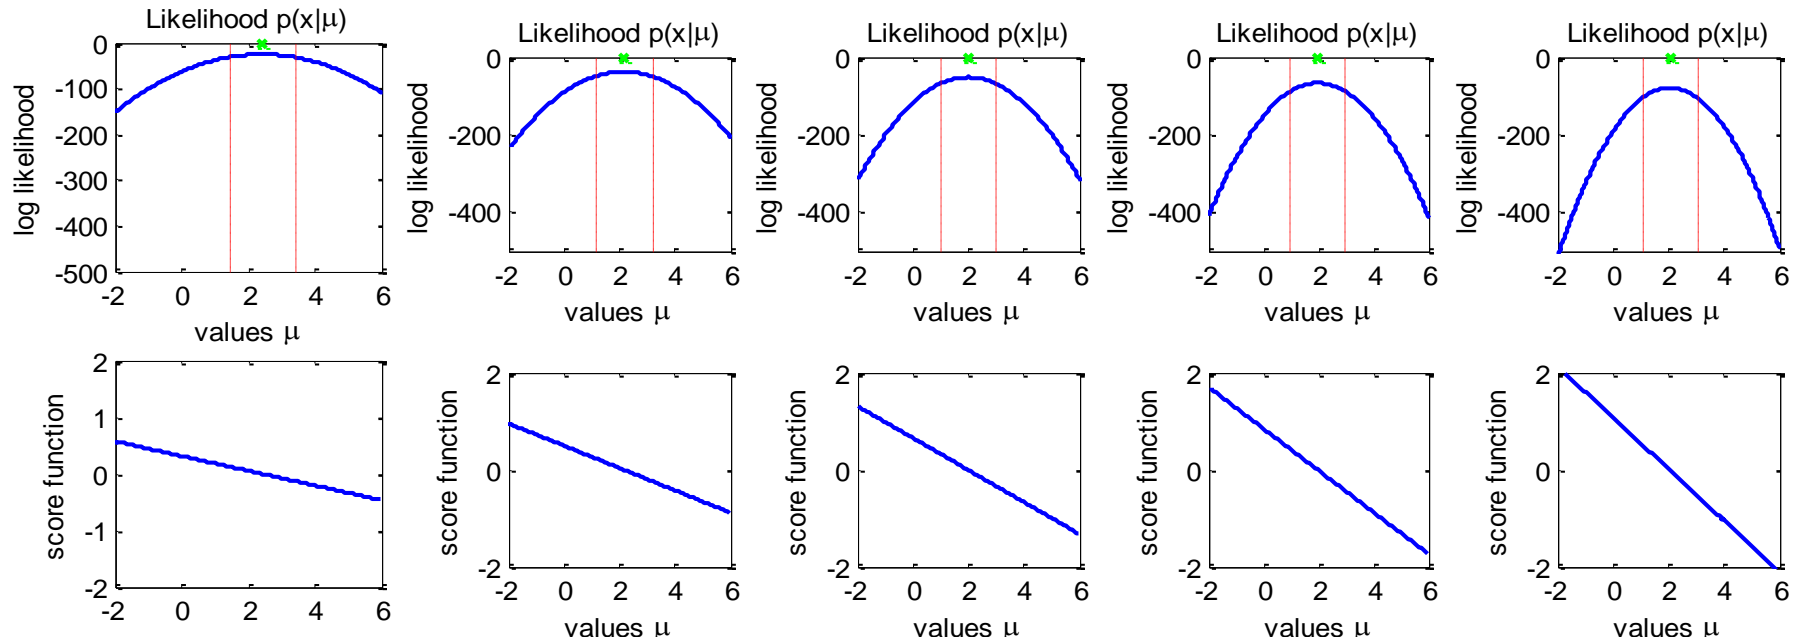 Likelihood p(x|μ)
0
-100
-200
-300
-400
-500
log likelihood
-2 0 2 4 6
values μ
Likelihood p(x|μ)
0
-200
-400
log likelihood
-2 0 2 4 6
values μ
Likelihood p(x|μ)
0
-200
-400
log likelihood
-2 0 2 4 6
values μ
Likelihood p(x|μ)
0
-200
-400
log likelihood
-2 0 2 4 6
values μ
Likelihood p(x|μ)
0
-200
-400
log likelihood
-2 0 2 4 6
values μ
2
1
0
-1
-2
score function
-2 0 2 4 6
values μ
2
0
-2
score function
-2 0 2 4 6
values μ
2
0
-2
score function
-2 0 2 4 6
values μ
2
0
-2
score function
-2 0 2 4 6
values μ
2
0
-2
score function
-2 0 2 4 6
values μ